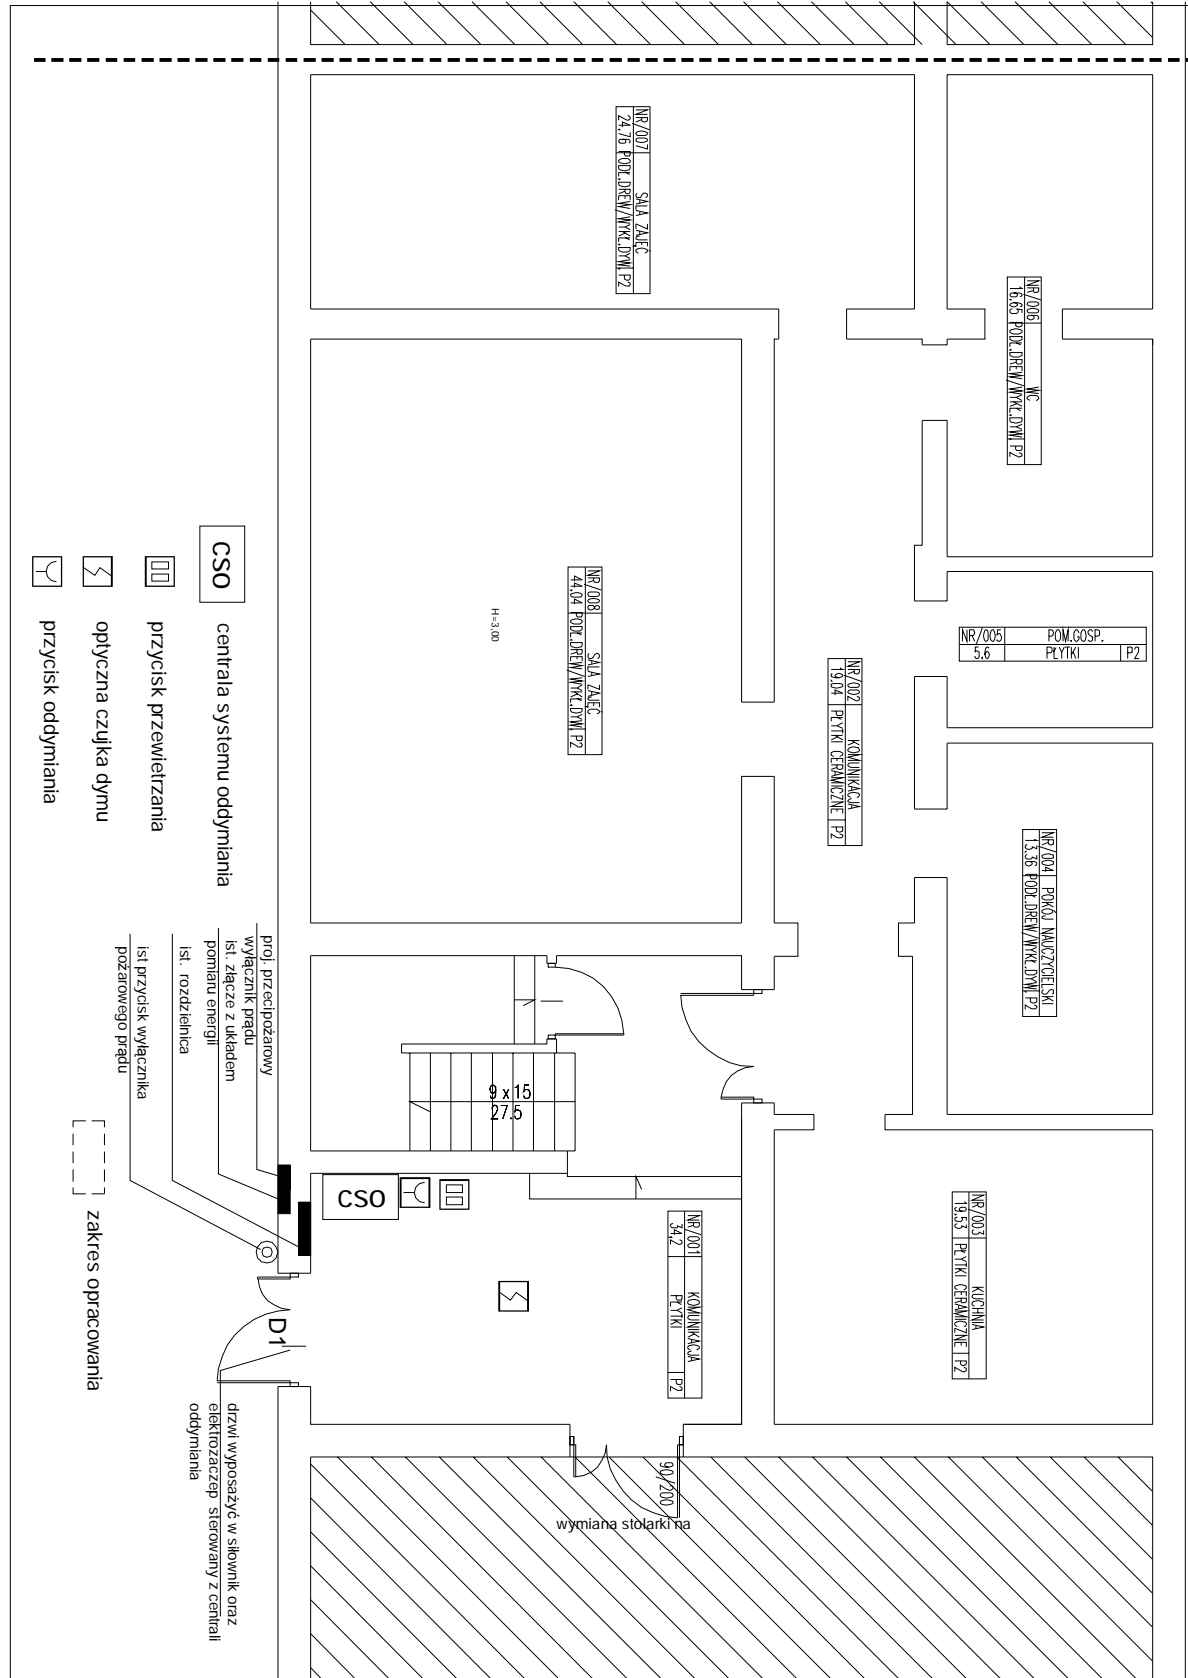 NR/007 SALA ZAJĘĆ
24.76 PODŁ.DREW/WYKŁ.DYW. P2
NR/006 WC
16.65 PODŁ.DREW/WYKŁ.DYW. P2
NR/008 SALA ZAJĘĆ
44.04 PODŁ.DREW/WYKŁ.DYW. P2
H=3,00
NR/005 POM.GOSP.
5.6 PŁYTKI P2
NR/002 KOMUNIKACJA
19.04 PŁYTKI CERAMICZNE P2
NR/004 POKÓJ NAUCZYCIELSKI
13.36 PODŁ.DREW/WYKŁ.DYW. P2
NR/003 KUCHNIA
19.53 PŁYTKI CERAMICZNE P2
NR/001 KOMUNIKACJA
34,2 PŁYTKI P2
9 x 15
27.5
CSO
D1
90/200
wymiana stolarki na
CSO centrala systemu oddymiania
przycisk przewietrzania
optyczna czujka dymu
przycisk oddymiania
proj. przecipożarowy
wyłącznik prądu
ist. złącze z układem
pomiaru energii
ist. rozdzielnica
ist przycisk wyłącznika
pożarowego prądu
zakres opracowania
drzwi wyposażyć w siłownik oraz
elektrozaczep sterowany z centrali
oddymiania